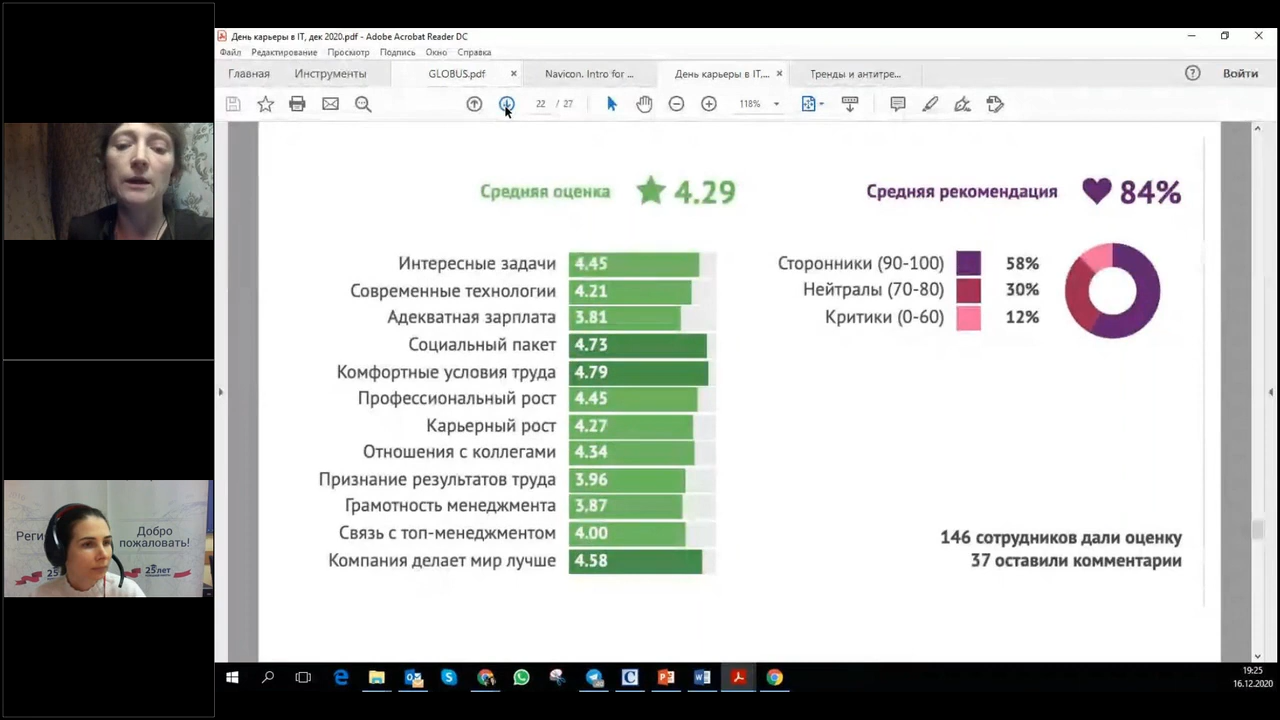 День карьеры в IT, дек 2020.pdf - Adobe Acrobat Reader DC
Файл Редактирование Просмотр Подпись Окно Справка
Главная Инструменты GLOBUS.pdf × Navicon. Intro for ... День карьеры в IT,... × Тренды и антитре... Войти
22 / 27 118%
Средняя оценка 4.29
Средняя рекомендация 84%
Интересные задачи 4.45
Современные технологии 4.21
Адекватная зарплата 3.81
Социальный пакет 4.73
Комфортные условия труда 4.79
Профессиональный рост 4.45
Карьерный рост 4.27
Отношения с коллегами 4.34
Признание результатов труда 3.96
Грамотность менеджмента 3.87
Связь с топ-менеджментом 4.00
Компания делает мир лучше 4.58
Сторонники (90-100) 58%
Нейтралы (70-80) 30%
Критики (0-60) 12%
146 сотрудников дали оценку
37 оставили комментарии
Добро
пожаловать!
25 лет
19:25
16.12.2020